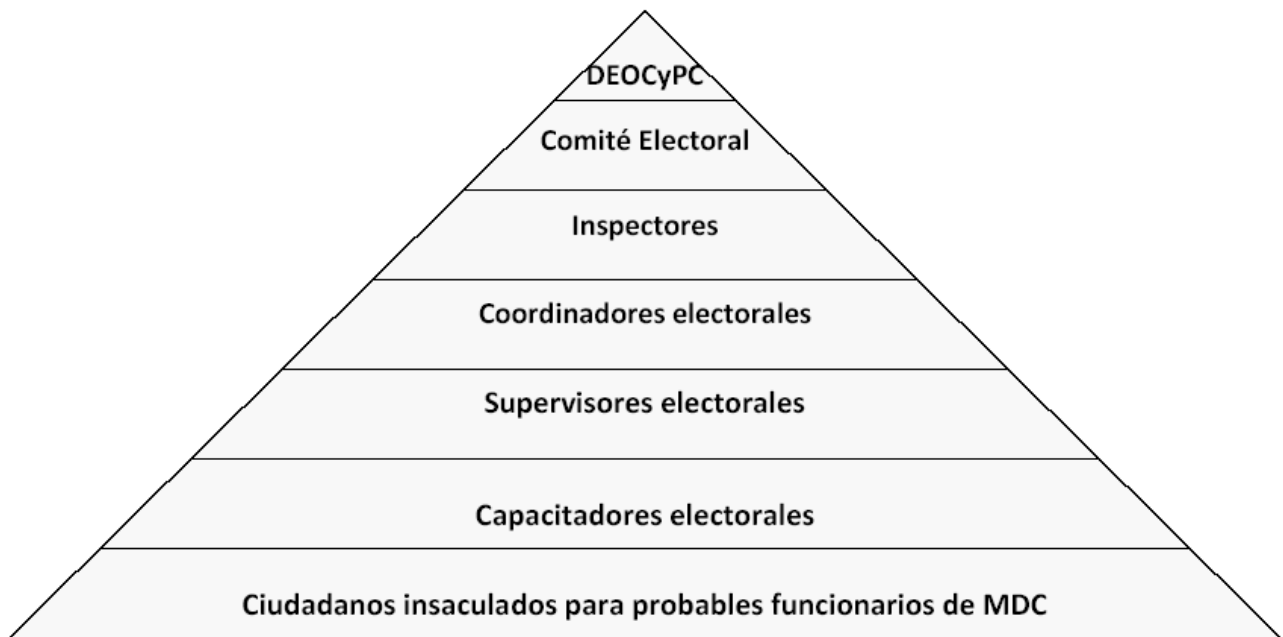 DEOCyPC
Comité Electoral
Inspectores
Coordinadores electorales
Supervisores electorales
Capacitadores electorales
Ciudadanos insaculados para probables funcionarios de MDC